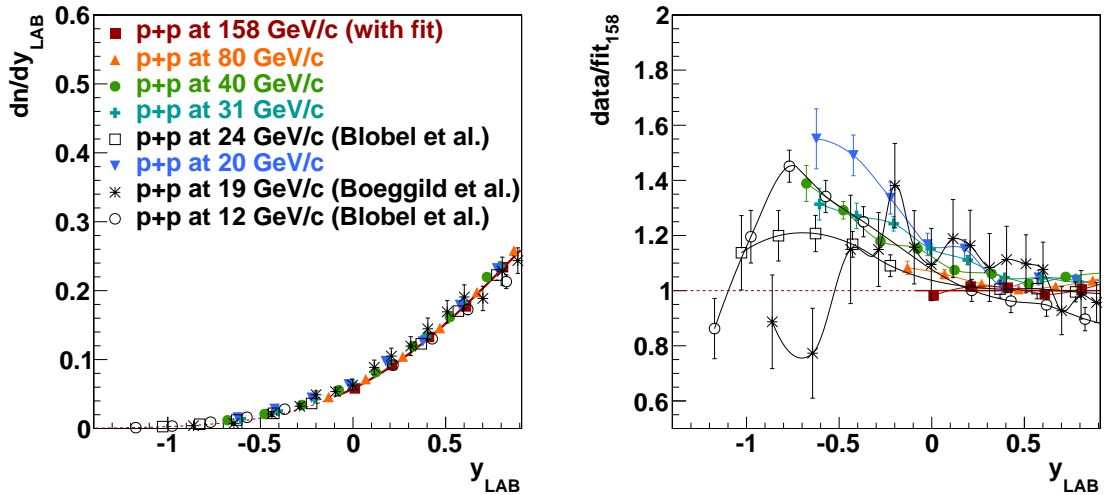 dn/dy_LAB
0.6
0.5
0.4
0.3
0.2
0.1
0
p+p at 158 GeV/c (with fit)
p+p at 80 GeV/c
p+p at 40 GeV/c
p+p at 31 GeV/c
p+p at 24 GeV/c (Blobel et al.)
p+p at 20 GeV/c
p+p at 19 GeV/c (Boeggild et al.)
p+p at 12 GeV/c (Blobel et al.)
-1 -0.5 0 0.5
y_LAB
data/fit_158
2
1.8
1.6
1.4
1.2
1
0.8
0.6
-1 -0.5 0 0.5
y_LAB